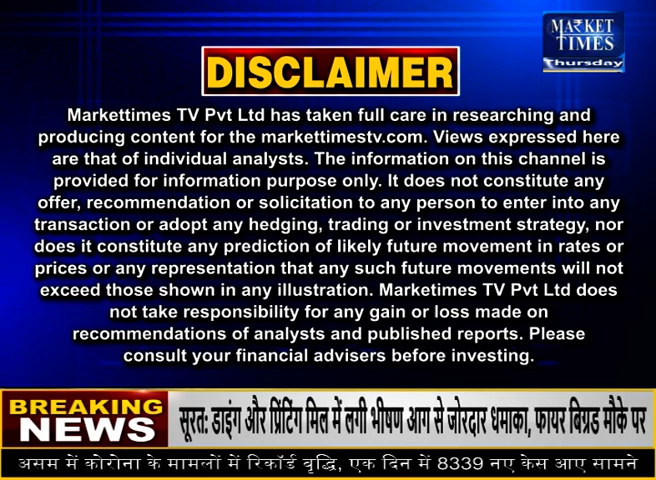 MARKET
TIMES
Thursday
DISCLAIMER
Markettimes TV Pvt Ltd has taken full care in researching and
producing content for the markettimestv.com. Views expressed here
are that of individual analysts. The information on this channel is
provided for information purpose only. It does not constitute any
offer, recommendation or solicitation to any person to enter into any
transaction or adopt any hedging, trading or investment strategy, nor
does it constitute any prediction of likely future movement in rates or
prices or any representation that any such future movements will not
exceed those shown in any illustration. Marketimes TV Pvt Ltd does
not take responsibility for any gain or loss made on
recommendations of analysts and published reports. Please
consult your financial advisers before investing.
BREAKING
NEWS
सूरत: डाइंग और प्रिंटिंग मिल में लगी भीषण आग से जोरदार धमाका, फायर बिग्रड मौके पर
असम में कोरोना के मामलों में रिकॉर्ड वृद्धि, एक दिन में 8339 नए केस आए सामने